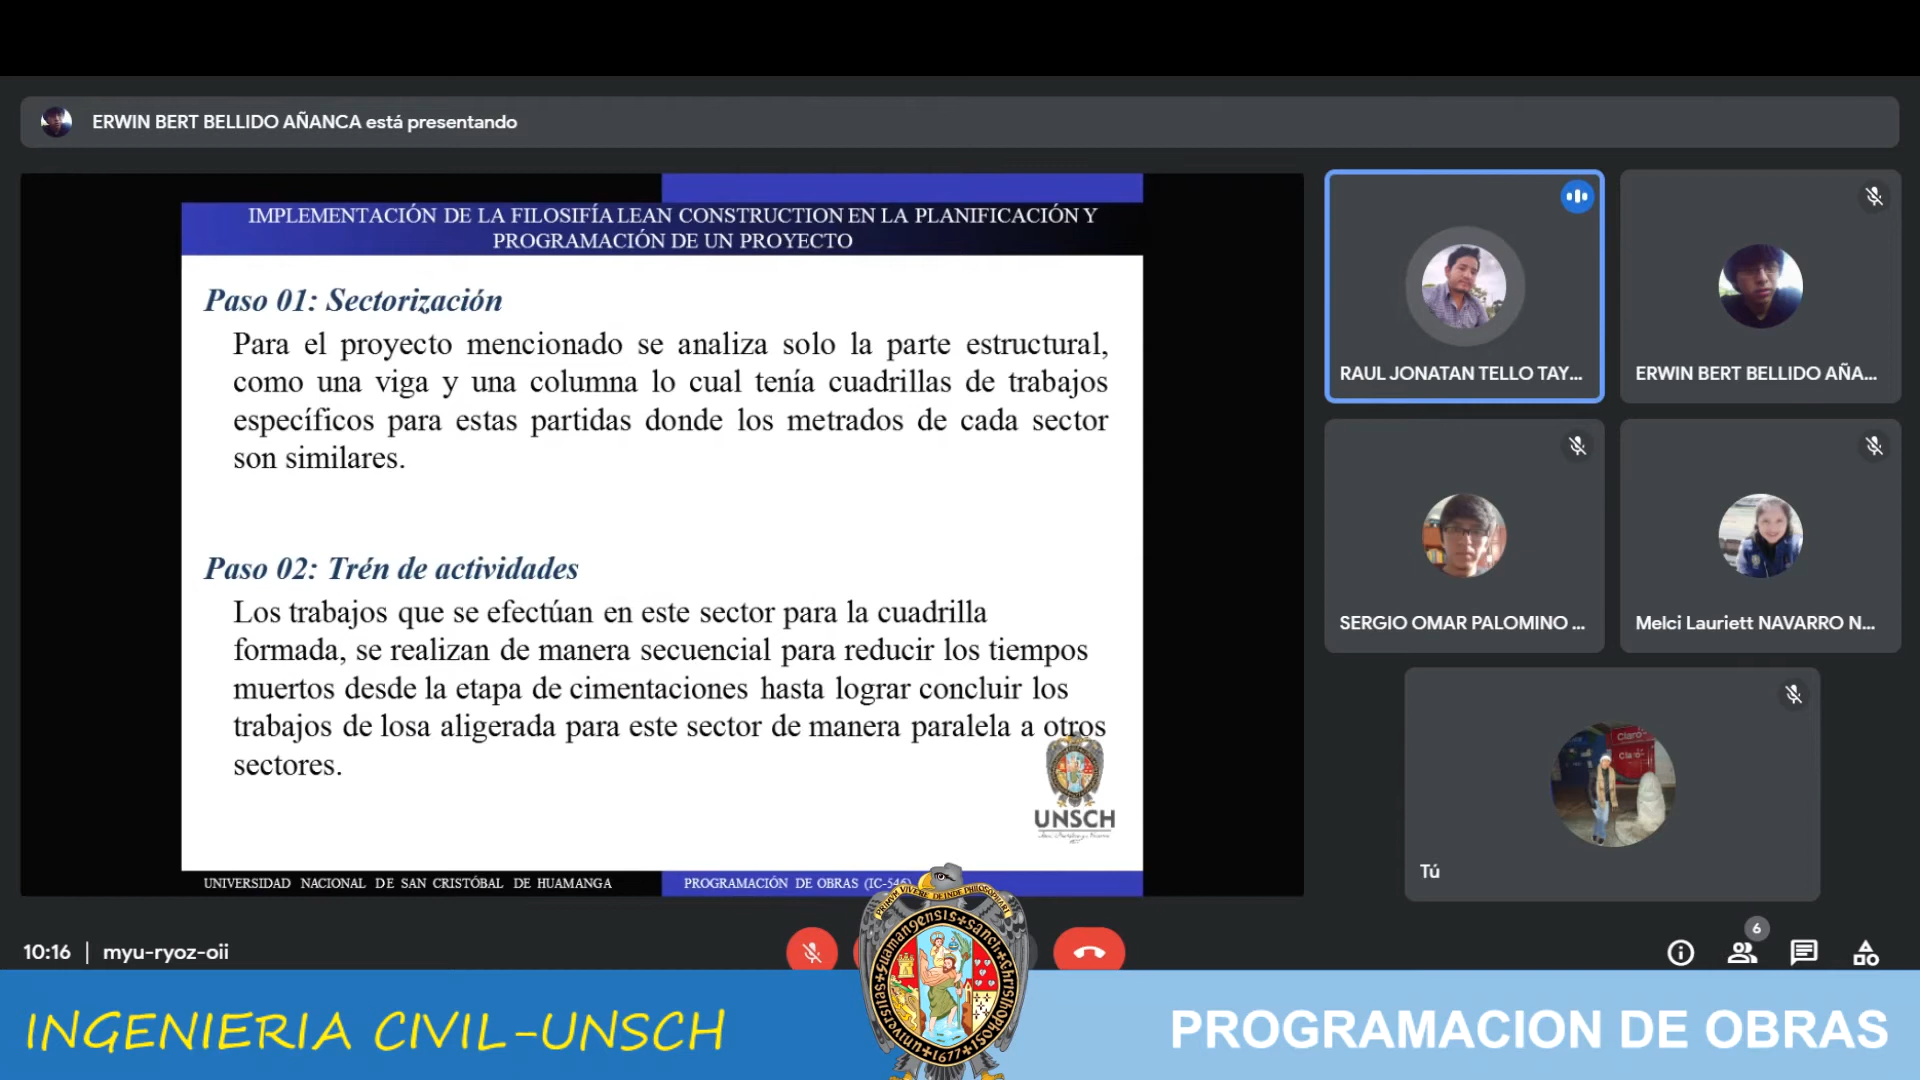 ERWIN BERT BELLIDO AÑANCA está presentando
IMPLEMENTACIÓN DE LA FILOSIFÍA LEAN CONSTRUCTION EN LA PLANIFICACIÓN Y
PROGRAMACIÓN DE UN PROYECTO
Paso 01: Sectorización
Para el proyecto mencionado se analiza solo la parte estructural,
como una viga y una columna lo cual tenía cuadrillas de trabajos
específicos para estas partidas donde los metrados de cada sector
son similares.
Paso 02: Trén de actividades
Los trabajos que se efectúan en este sector para la cuadrilla
formada, se realizan de manera secuencial para reducir los tiempos
muertos desde la etapa de cimentaciones hasta lograr concluir los
trabajos de losa aligerada para este sector de manera paralela a otros
sectores.
UNSCH
UNIVERSIDAD NACIONAL DE SAN CRISTÓBAL DE HUAMANGA
PROGRAMACIÓN DE OBRAS (IC-546)
RAUL JONATAN TELLO TAY...
ERWIN BERT BELLIDO AÑA...
SERGIO OMAR PALOMINO ...
Melci Lauriett NAVARRO N...
Claro
Tú
10:16 | myu-ryoz-oii
6
INGENIERIA CIVIL-UNSCH
1677
PROGRAMACION DE OBRAS